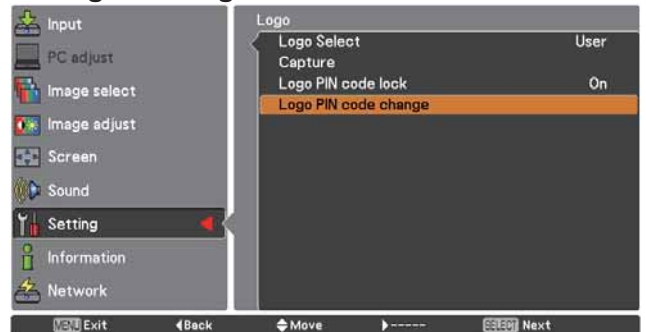 Input
PC adjust
Image select
Image adjust
Screen
Sound
Setting
Information
Network
Logo
Logo Select User
Capture
Logo PIN code lock On
Logo PIN code change
MENU Exit ◀Back Move ▶----- SELECT Next